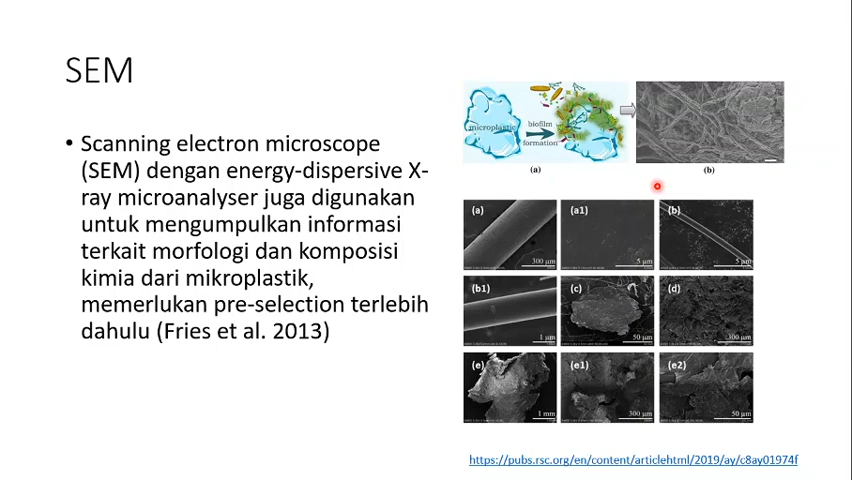 SEM
• Scanning electron microscope
(SEM) dengan energy-dispersive X-
ray microanalyser juga digunakan
untuk mengumpulkan informasi
terkait morfologi dan komposisi
kimia dari mikroplastik,
memerlukan pre-selection terlebih
dahulu (Fries et al. 2013)
microplastic
biofilm
formation
(a)
(b)
(a)
300 µm
(a1)
5 µm
(b)
5 µm
(b1)
1 µm
(c)
50 µm
(d)
300 µm
(e)
1 mm
(e1)
300 µm
(e2)
50 µm
https://pubs.rsc.org/en/content/articlehtml/2019/ay/c8ay01974f